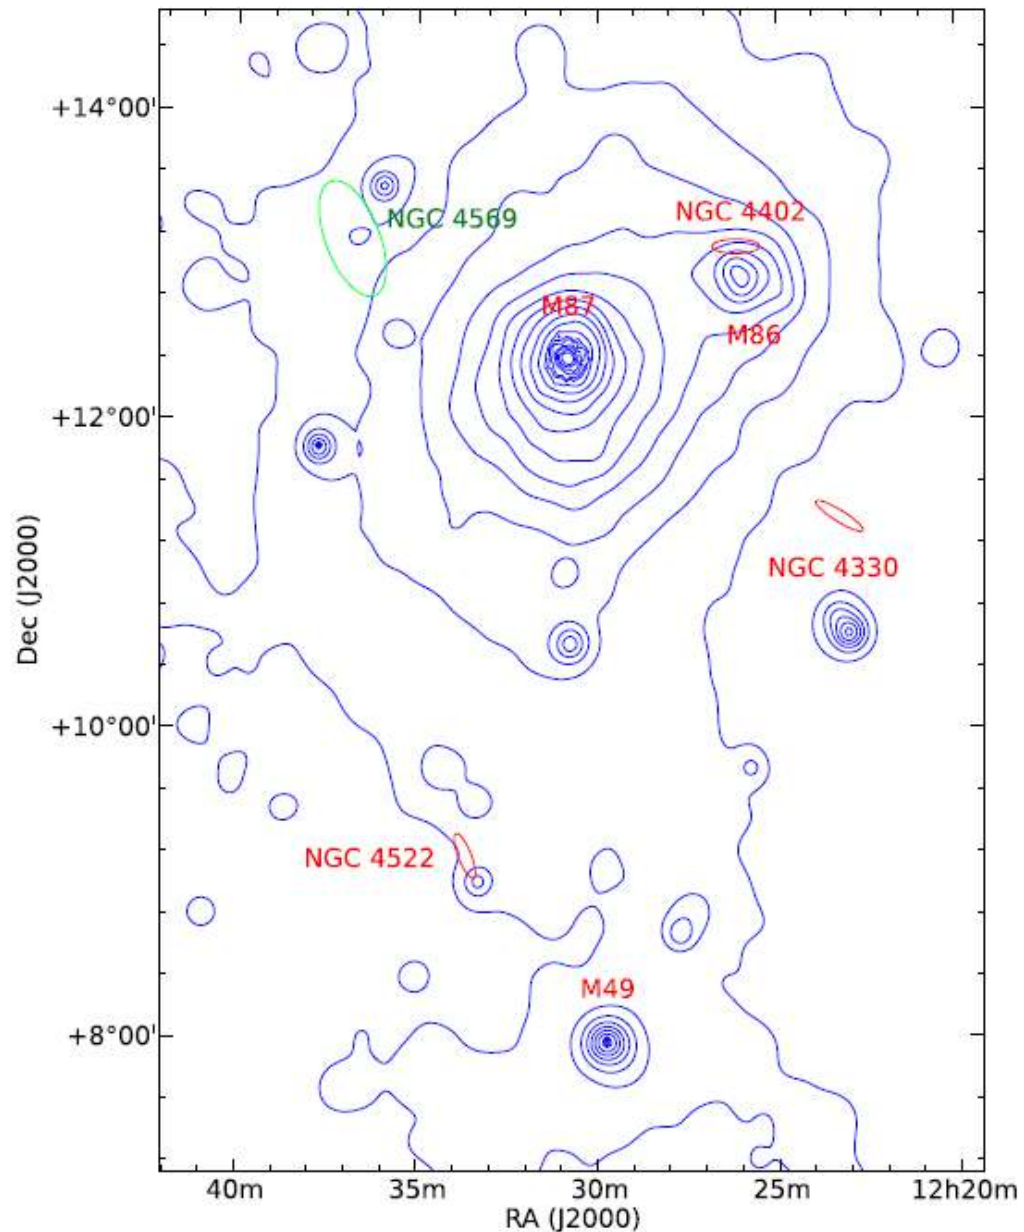 +14°00'
NGC 4569
NGC 4402
M87
M86
+12°00'
NGC 4330
Dec (J2000)
+10°00'
NGC 4522
M49
+8°00'
40m
35m
30m
25m
12h20m
RA (J2000)